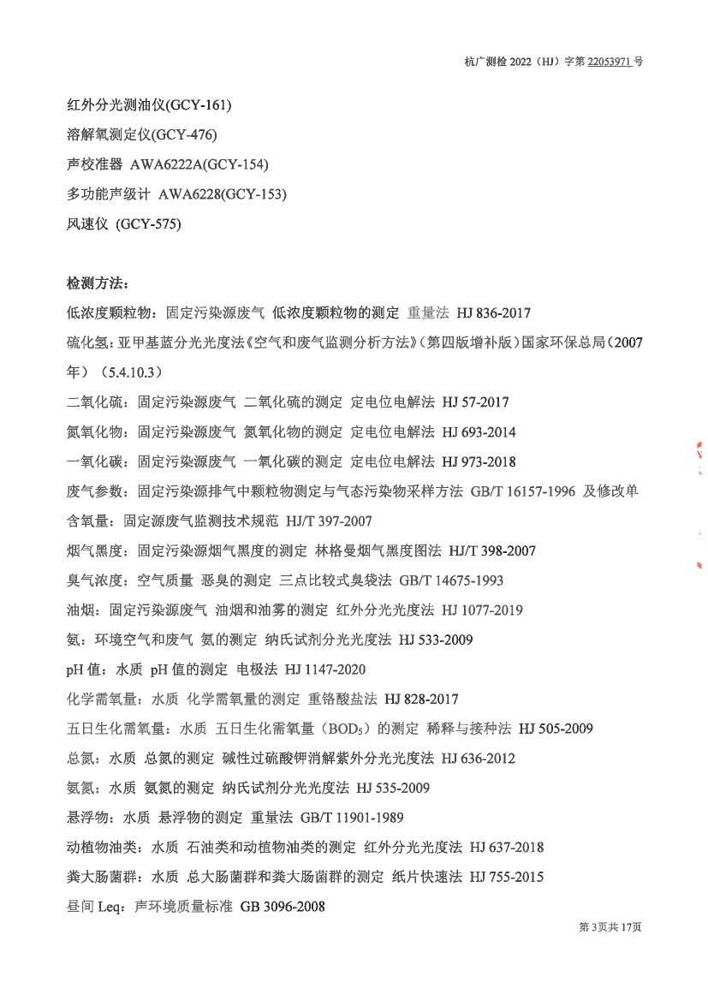 杭广测检 2022（HJ）字第 22053971 号
红外分光测油仪(GCY-161)
溶解氧测定仪(GCY-476)
声校准器 AWA6222A(GCY-154)
多功能声级计 AWA6228(GCY-153)
风速仪 (GCY-575)
检测方法：
低浓度颗粒物：固定污染源废气 低浓度颗粒物的测定 重量法 HJ 836-2017
硫化氢：亚甲基蓝分光光度法《空气和废气监测分析方法》（第四版增补版）国家环保总局（2007
年）（5.4.10.3）
二氧化硫：固定污染源废气 二氧化硫的测定 定电位电解法 HJ 57-2017
氮氧化物：固定污染源废气 氮氧化物的测定 定电位电解法 HJ 693-2014
一氧化碳：固定污染源废气 一氧化碳的测定 定电位电解法 HJ 973-2018
废气参数：固定污染源排气中颗粒物测定与气态污染物采样方法 GB/T 16157-1996 及修改单
含氧量：固定源废气监测技术规范 HJ/T 397-2007
烟气黑度：固定污染源烟气黑度的测定 林格曼烟气黑度图法 HJ/T 398-2007
臭气浓度：空气质量 恶臭的测定 三点比较式臭袋法 GB/T 14675-1993
油烟：固定污染源废气 油烟和油雾的测定 红外分光光度法 HJ 1077-2019
氨：环境空气和废气 氨的测定 纳氏试剂分光光度法 HJ 533-2009
pH 值：水质 pH 值的测定 电极法 HJ 1147-2020
化学需氧量：水质 化学需氧量的测定 重铬酸盐法 HJ 828-2017
五日生化需氧量：水质 五日生化需氧量（BOD₅）的测定 稀释与接种法 HJ 505-2009
总氮：水质 总氮的测定 碱性过硫酸钾消解紫外分光光度法 HJ 636-2012
氨氮：水质 氨氮的测定 纳氏试剂分光光度法 HJ 535-2009
悬浮物：水质 悬浮物的测定 重量法 GB/T 11901-1989
动植物油类：水质 石油类和动植物油类的测定 红外分光光度法 HJ 637-2018
粪大肠菌群：水质 总大肠菌群和粪大肠菌群的测定 纸片快速法 HJ 755-2015
昼间 Leq：声环境质量标准 GB 3096-2008
第 3页共 17页